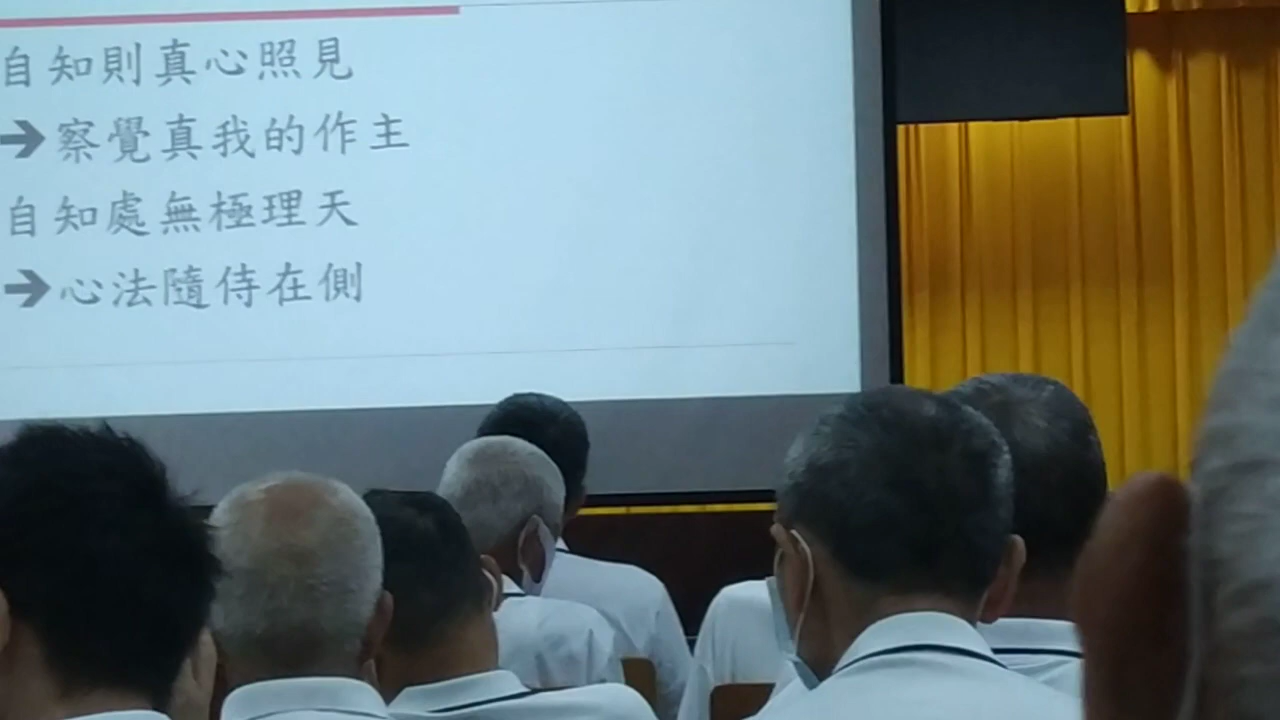 自知則真心照見
➔察覺真我的作主
自知處無極理天
➔心法隨侍在側